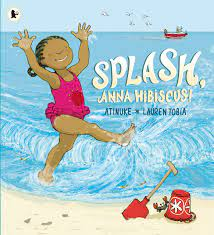 SPLASH,
ANNA HIBISCUS!
ATINUKE * LAUREN TOBIA